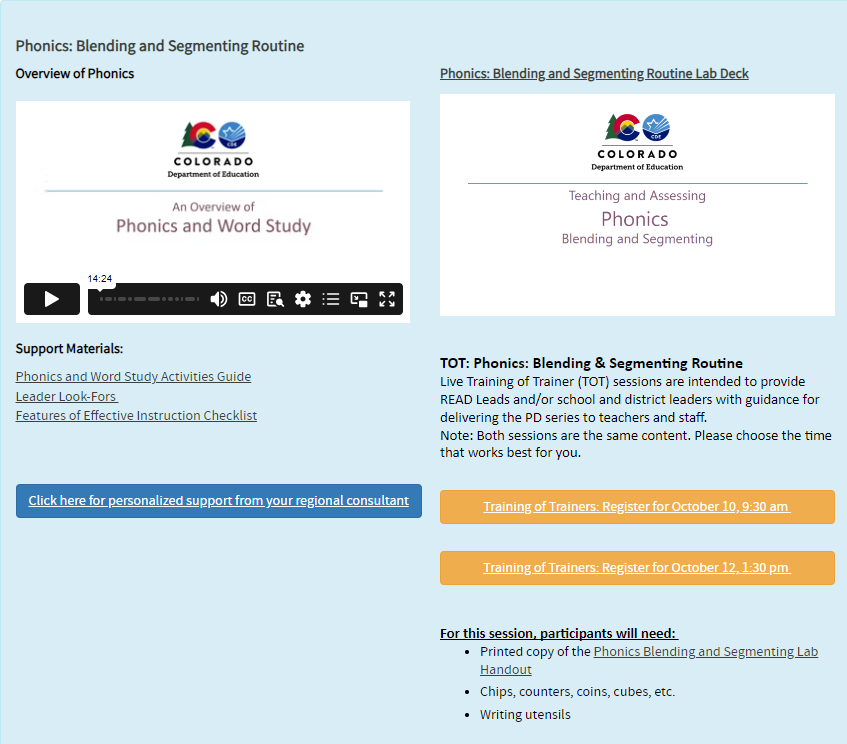 Phonics: Blending and Segmenting Routine
Overview of Phonics
CDE
COLORADO
Department of Education
An Overview of
Phonics and Word Study
14:24
CC
Support Materials:
Phonics and Word Study Activities Guide
Leader Look-Fors
Features of Effective Instruction Checklist
Click here for personalized support from your regional consultant
Phonics: Blending and Segmenting Routine Lab Deck
CDE
COLORADO
Department of Education
Teaching and Assessing
Phonics
Blending and Segmenting
TOT: Phonics: Blending & Segmenting Routine
Live Training of Trainer (TOT) sessions are intended to provide
READ Leads and/or school and district leaders with guidance for
delivering the PD series to teachers and staff.
Note: Both sessions are the same content. Please choose the time
that works best for you.
Training of Trainers: Register for October 10, 9:30 am
Training of Trainers: Register for October 12, 1:30 pm
For this session, participants will need:
• Printed copy of the Phonics Blending and Segmenting Lab
Handout
• Chips, counters, coins, cubes, etc.
• Writing utensils